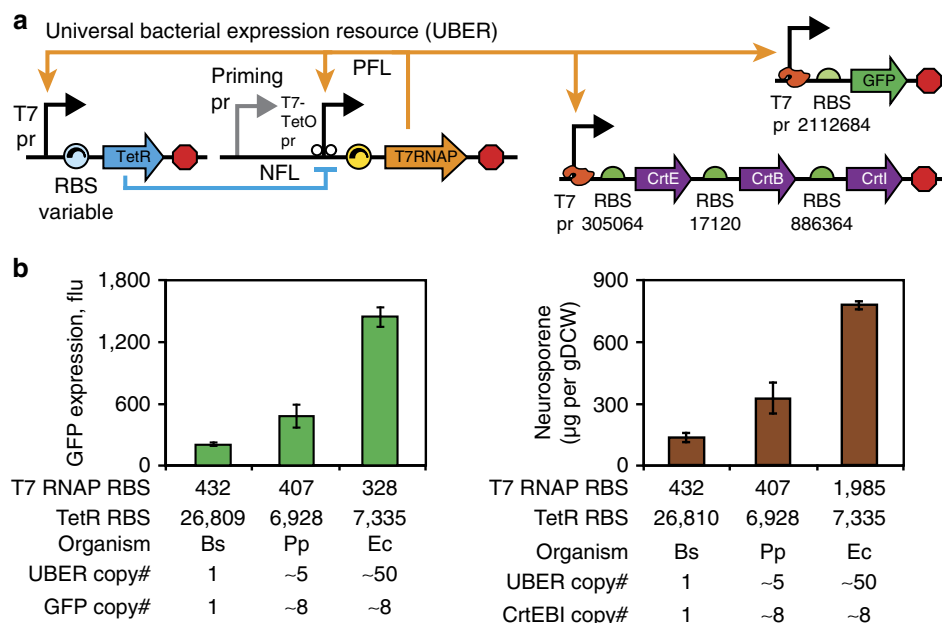 a
Universal bacterial expression resource (UBER)
PFL
Priming
pr
T7-
TetO
pr
T7
pr
TetR
T7RNAP
NFL
RBS
variable
GFP
T7
pr
RBS
2112684
CrtE
CrtB
CrtI
T7
pr
RBS
305064
RBS
17120
RBS
886364
b
GFP expression, flu
1,800
1,200
600
0
T7 RNAP RBS 432 407 328
TetR RBS 26,809 6,928 7,335
Organism Bs Pp Ec
UBER copy# 1 ~5 ~50
GFP copy# 1 ~8 ~8
Neurosporene
(µg per gDCW)
900
600
300
0
T7 RNAP RBS 432 407 1,985
TetR RBS 26,810 6,928 7,335
Organism Bs Pp Ec
UBER copy# 1 ~5 ~50
CrtEBI copy# 1 ~8 ~8